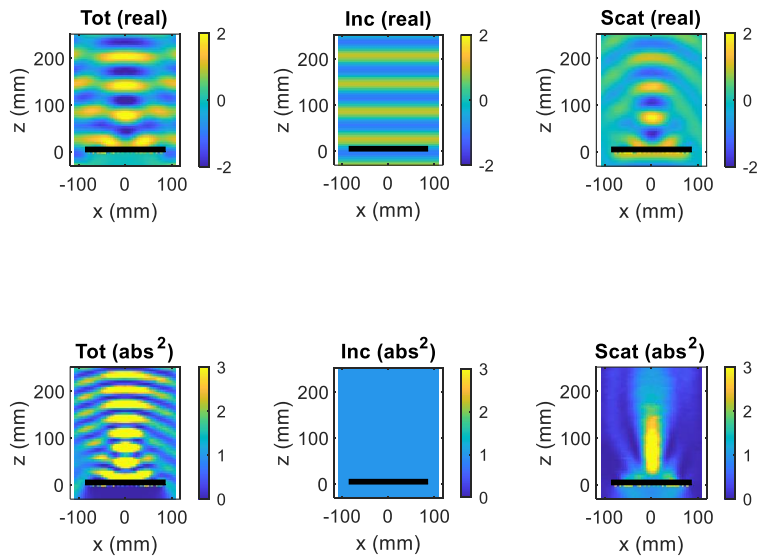 Tot (real)
Inc (real)
Scat (real)
200
100
0
z (mm)
-100 0 100
x (mm)
2
0
-2
200
100
0
z (mm)
-100 0 100
x (mm)
2
0
-2
200
100
0
z (mm)
-100 0 100
x (mm)
2
0
-2
Tot (abs²)
Inc (abs²)
Scat (abs²)
200
100
0
z (mm)
-100 0 100
x (mm)
3
2
1
0
200
100
0
z (mm)
-100 0 100
x (mm)
3
2
1
0
200
100
0
z (mm)
-100 0 100
x (mm)
3
2
1
0